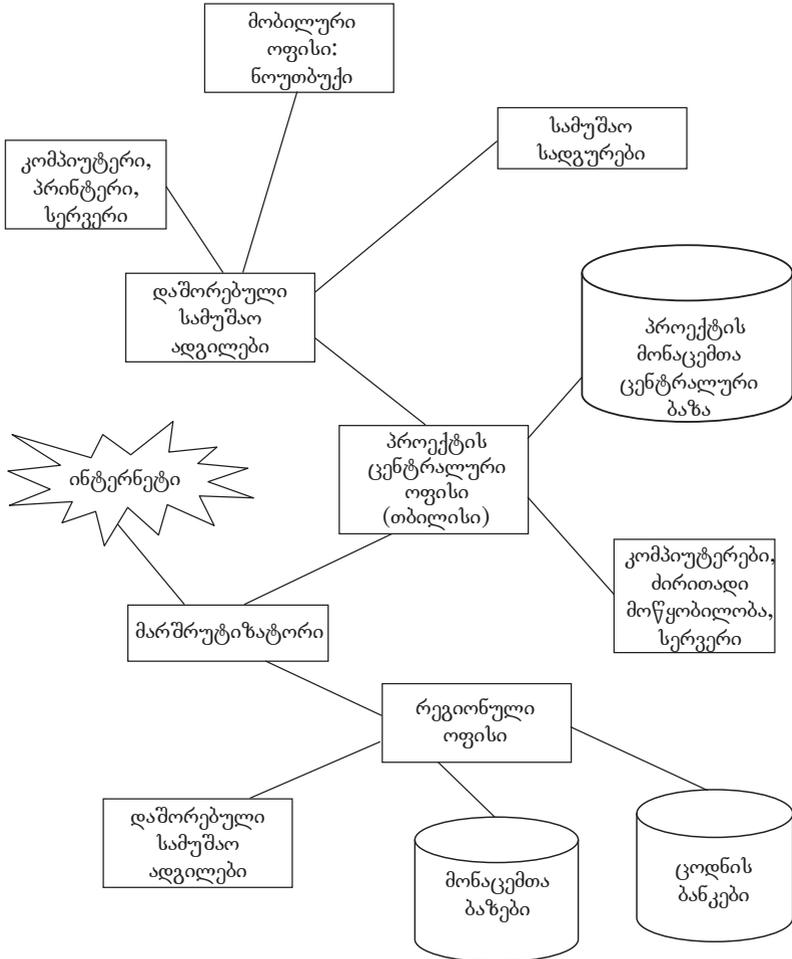 მობილური
ოფისი:
ნოუთბუქი
სამუშაო
სადგურები
კომპიუტერი,
პრინტერი,
სერვერი
დაშორებული
სამუშაო
ადგილები
პროექტის
მონაცემთა
ცენტრალური
ბაზა
პროექტის
ცენტრალური
ოფისი
(თბილისი)
ინტერნეტი
კომპიუტერები,
ძირითადი
მოწყობილობა,
სერვერი
მარშრუტიზატორი
რეგიონული
ოფისი
დაშორებული
სამუშაო
ადგილები
მონაცემთა
ბაზები
ცოდნის
ბანკები